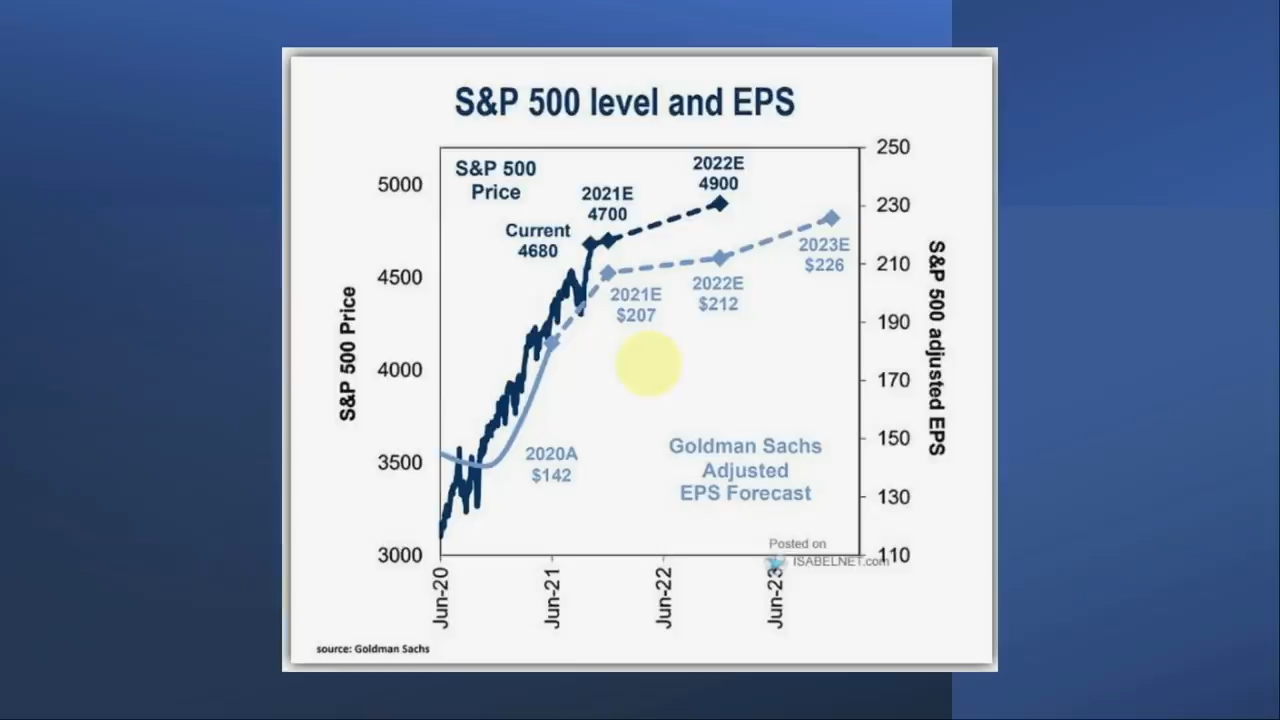 S&P 500 level and EPS
S&P 500
Price
Current
4680
2021E
4700
2022E
4900
2021E
$207
2022E
$212
2023E
$226
2020A
$142
Goldman Sachs
Adjusted
EPS Forecast
S&P 500 Price
5000
4500
4000
3500
3000
250
230
210
190
170
150
130
110
S&P 500 adjusted EPS
Jun-20
Jun-21
Jun-22
Jun-23
Posted on
ISABELNET.com
source: Goldman Sachs